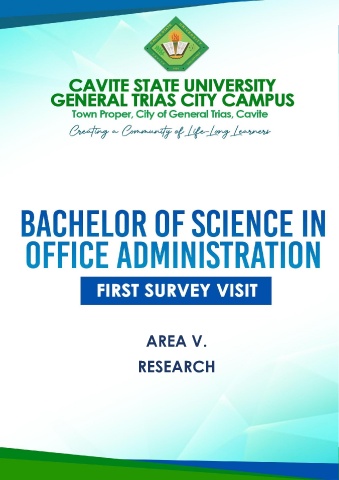 CAVITE STATE UNIVERSITY
GENERAL TRIAS CITY CAMPUS
Town Proper, City of General Trias, Cavite
Creating a Community of Life-Long Learners
BACHELOR OF SCIENCE IN
OFFICE ADMINISTRATION
FIRST SURVEY VISIT
AREA V.
RESEARCH